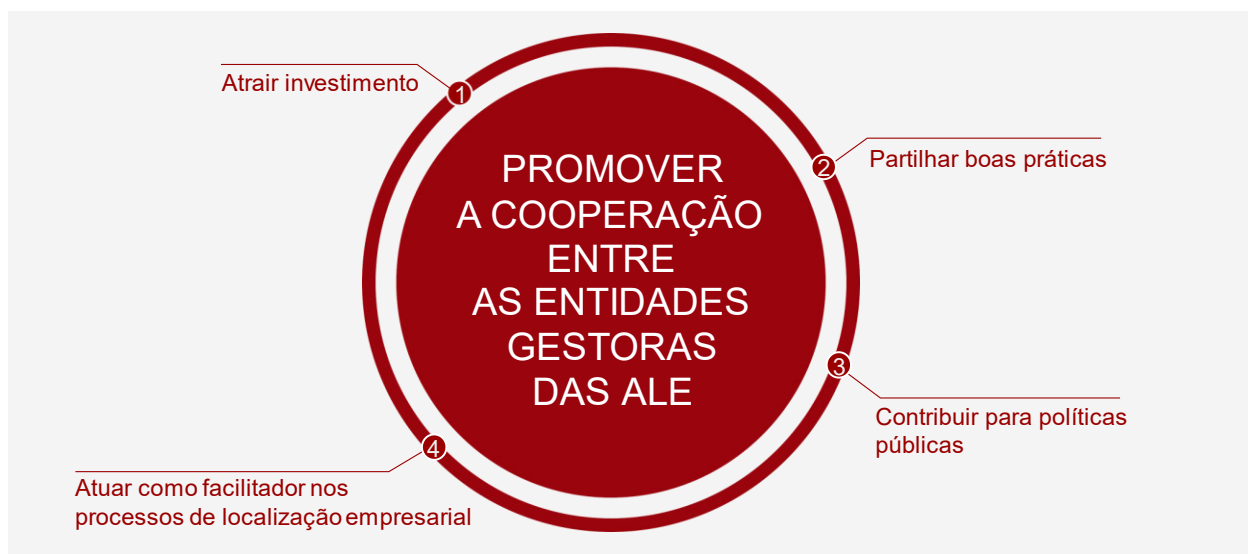 Atrair investimento
1
PROMOVER
A COOPERAÇÃO
ENTRE
AS ENTIDADES
GESTORAS
DAS ALE
2
Partilhar boas práticas
3
Contribuir para políticas
públicas
4
Atuar como facilitador nos
processos de localização empresarial